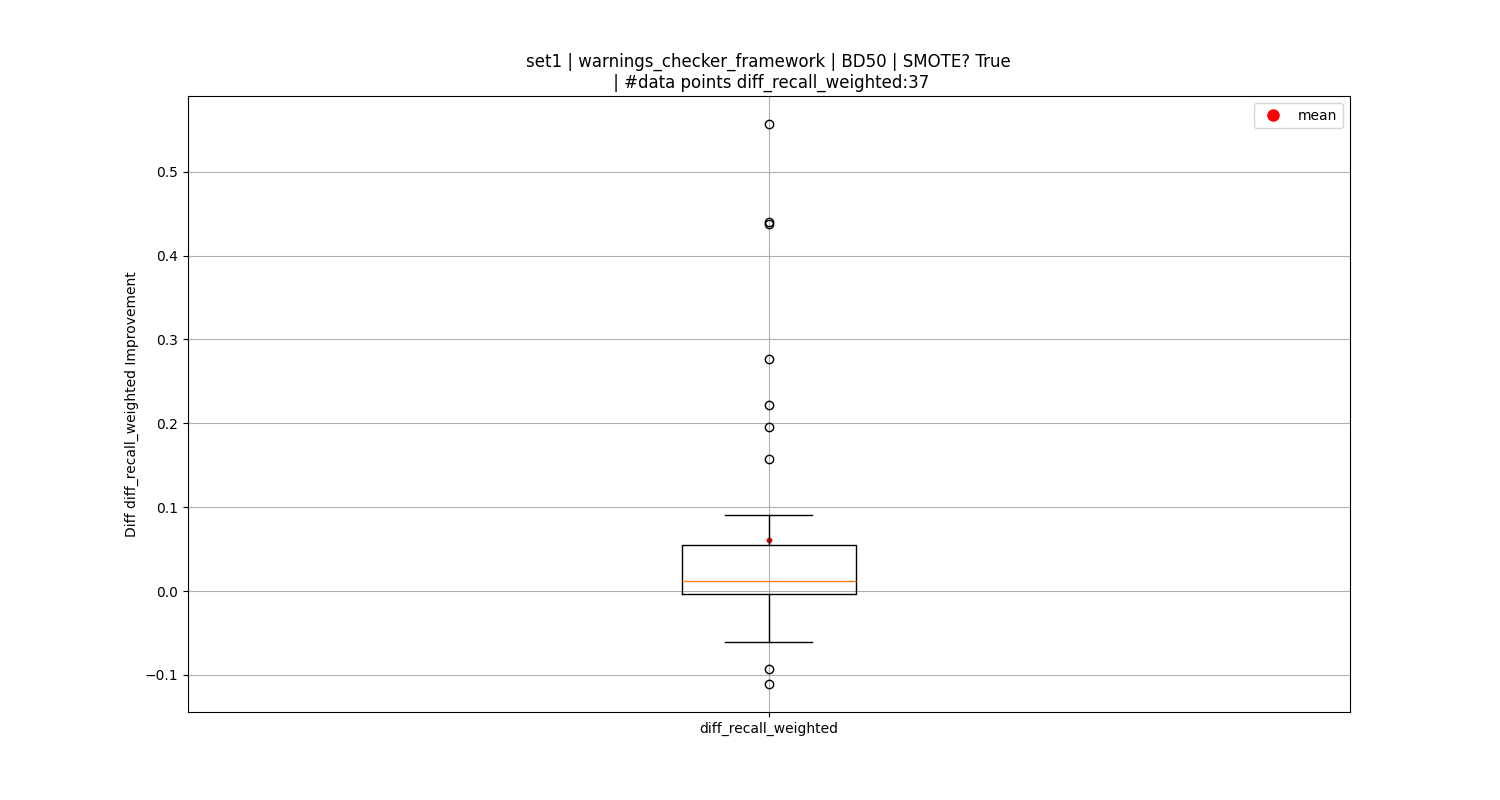 set1 | warnings_checker_framework | BD50 | SMOTE? True
| #data points diff_recall_weighted:37
mean
0.5
0.4
0.3
0.2
0.1
0.0
−0.1
Diff diff_recall_weighted Improvement
diff_recall_weighted